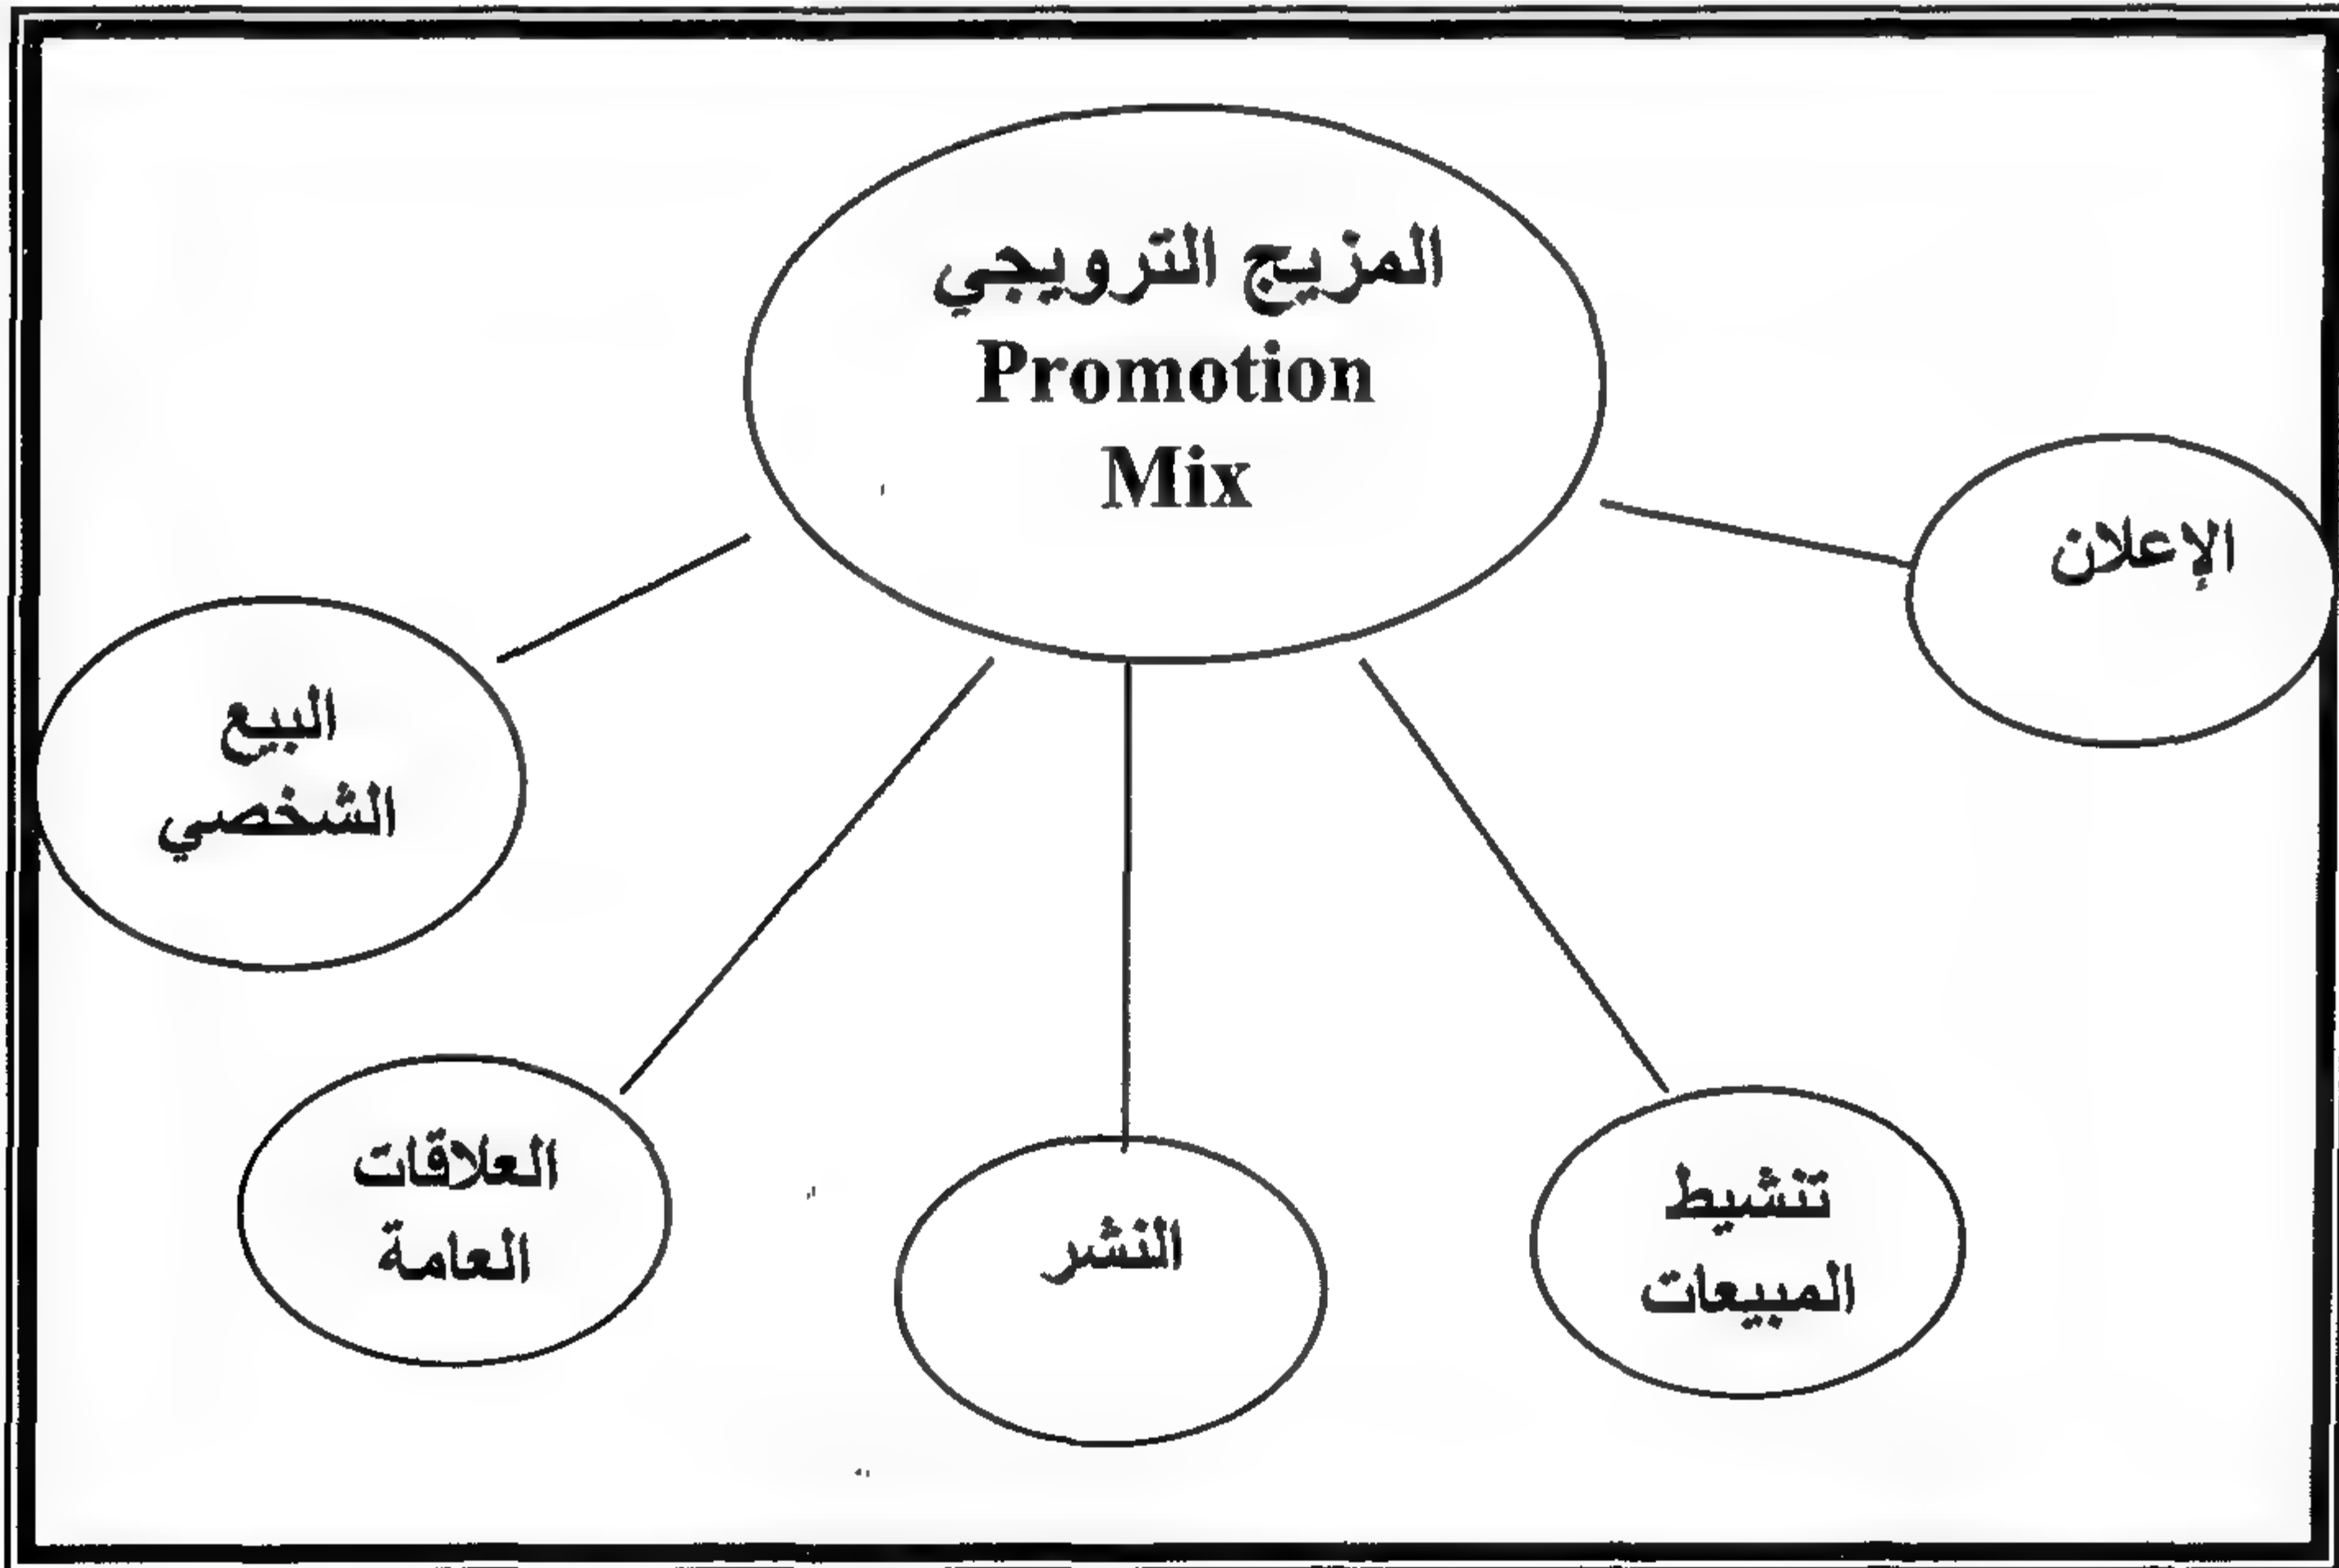 المزيج الترويجي
Promotion
Mix
الإعلان
البيع
الشخصي
العلاقات
العامة
النشر
تنشيط
المبيعات